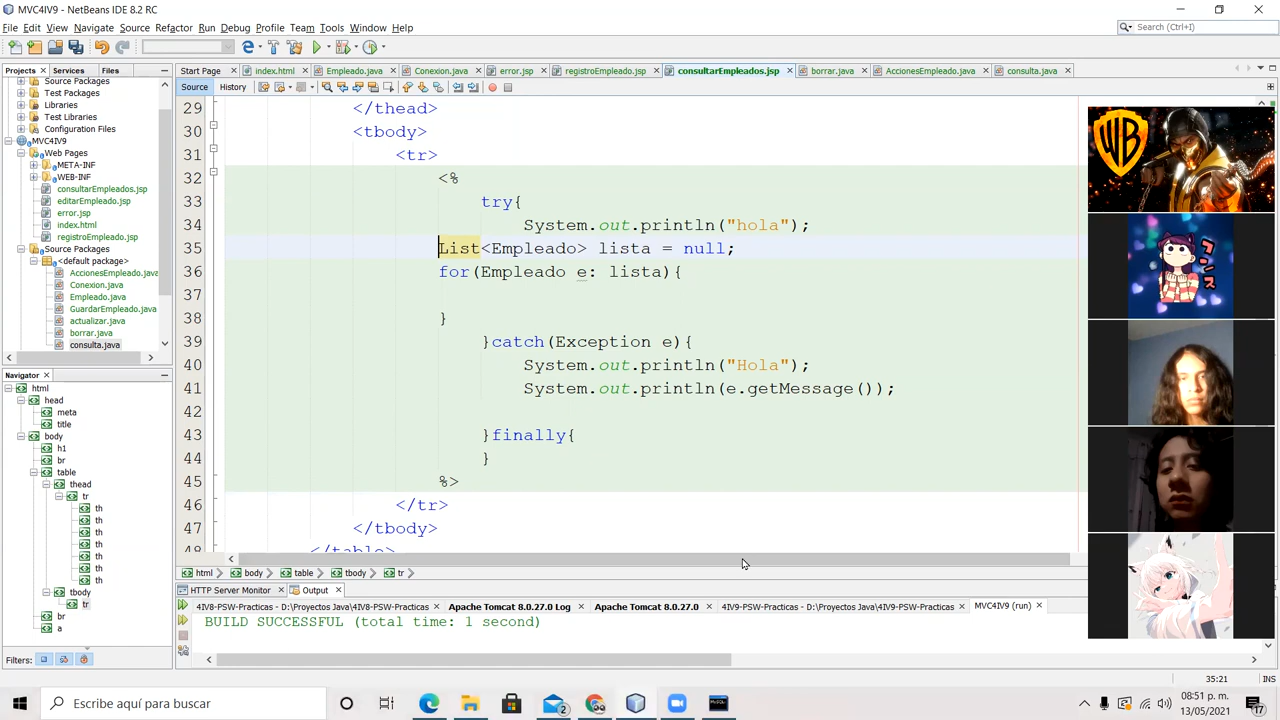 MVC4IV9 - NetBeans IDE 8.2 RC
File Edit View Navigate Source Refactor Run Debug Profile Team Tools Window Help
Search (Ctrl+I)
Projects Services Files
Start Page index.html Empleado.java Conexion.java error.jsp registroEmpleado.jsp consultarEmpleados.jsp borrar.java AccionesEmpleado.java consulta.java
Source History
Source Packages
Test Packages
Libraries
Test Libraries
Configuration Files
MVC4IV9
Web Pages
META-INF
WEB-INF
consultarEmpleados.jsp
editarEmpleado.jsp
error.jsp
index.html
registroEmpleado.jsp
Source Packages
<default package>
AccionesEmpleado.java
Conexion.java
Empleado.java
GuardarEmpleado.java
actualizar.java
borrar.java
consulta.java
Navigator
html
head
meta
title
body
h1
br
table
thead
tr
th
th
th
th
th
th
th
tbody
tr
br
a
Filters:
29 </thead>
30 <tbody>
31 <tr>
32 <%
33 try{
34 System.out.println("hola");
35 List<Empleado> lista = null;
36 for(Empleado e: lista){
37
38 }
39 }catch(Exception e){
40 System.out.println("Hola");
41 System.out.println(e.getMessage());
42
43 }finally{
44 }
45 %>
46 </tr>
47 </tbody>
48 </table>
html body table tbody tr
HTTP Server Monitor Output
4IV8-PSW-Practicas - D:\Proyectos Java\4IV8-PSW-Practicas Apache Tomcat 8.0.27.0 Log Apache Tomcat 8.0.27.0 4IV9-PSW-Practicas - D:\Proyectos Java\4IV9-PSW-Practicas MVC4IV9 (run)
BUILD SUCCESSFUL (total time: 1 second)
35:21 INS
WB
Escribe aquí para buscar
2
08:51 p. m.
13/05/2021
17